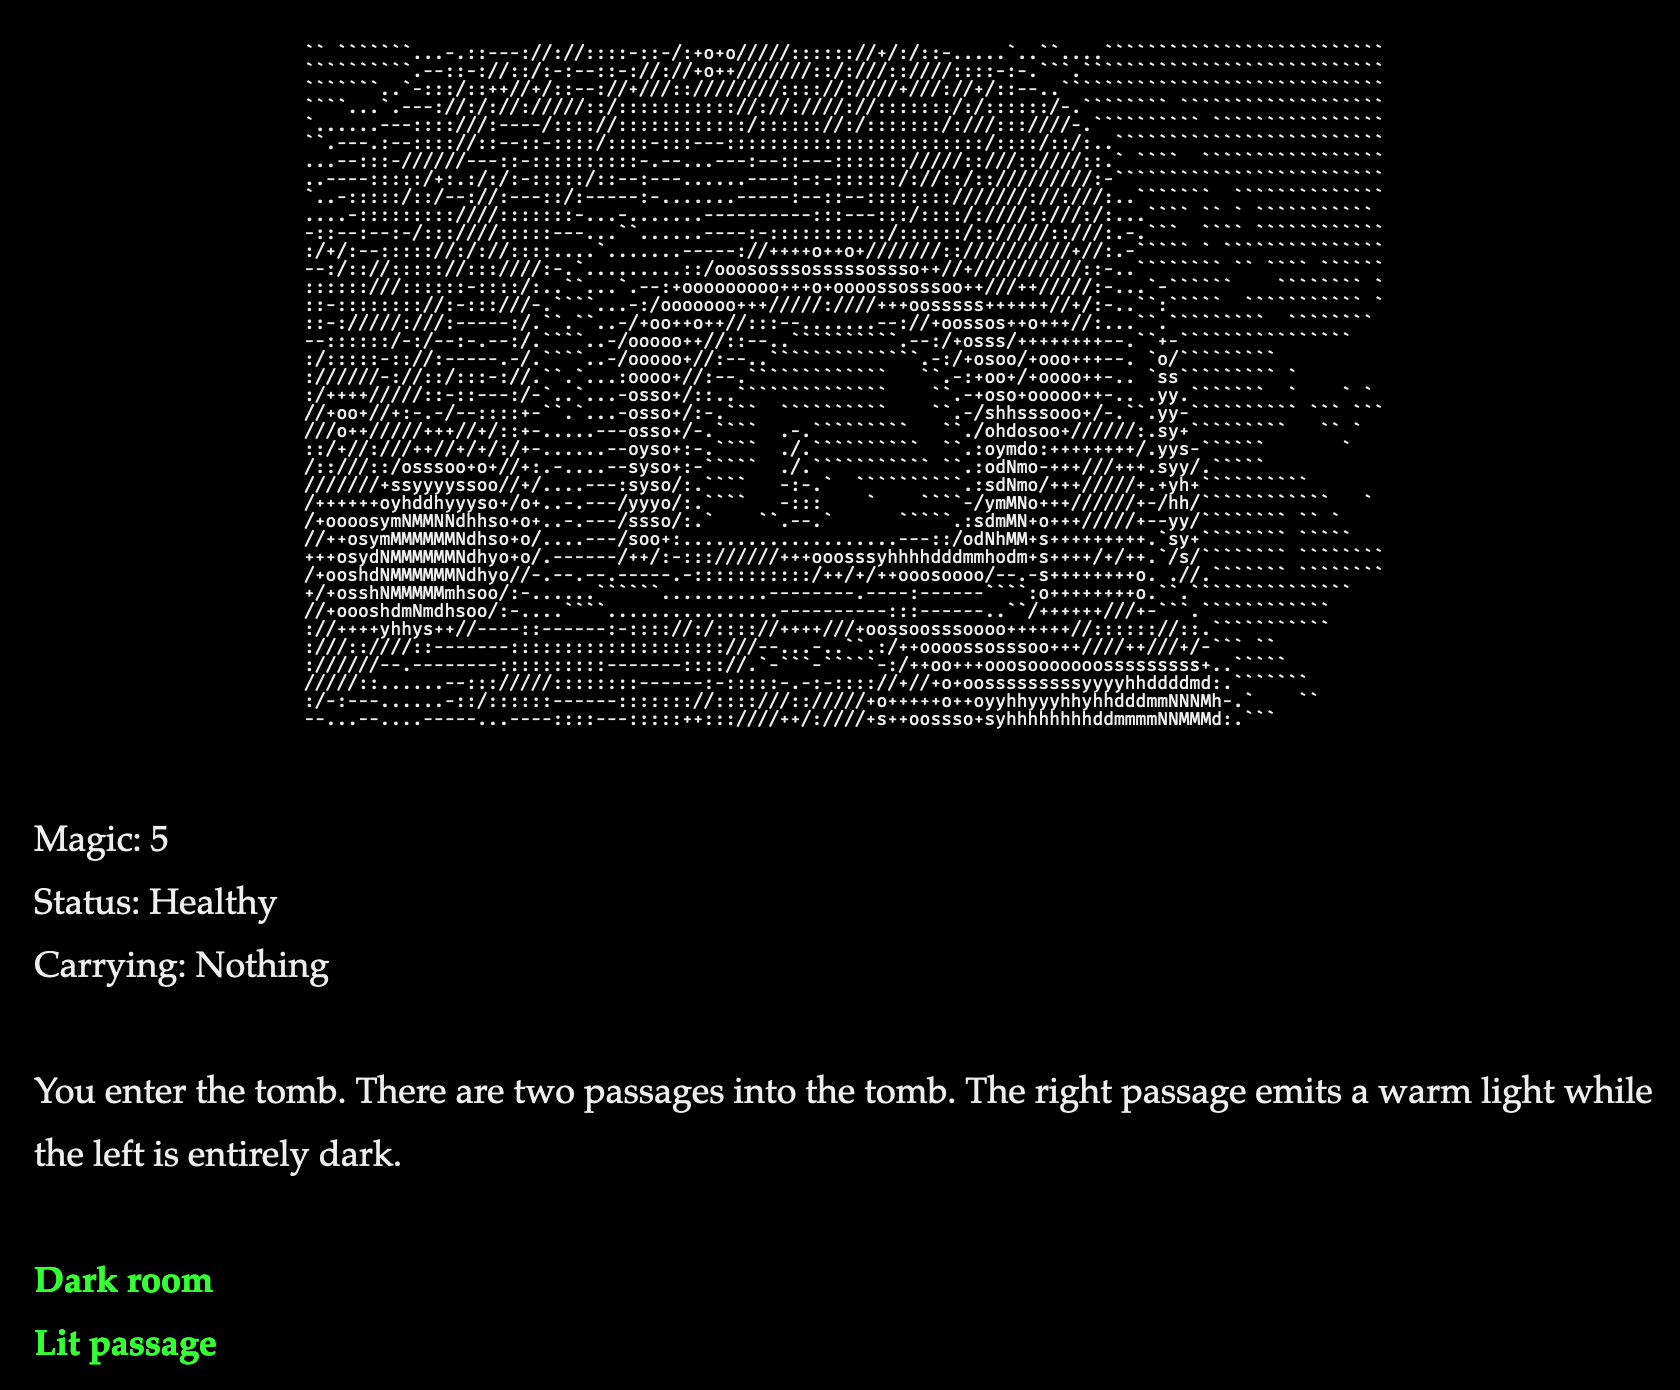 Magic: 5
Status: Healthy
Carrying: Nothing
You enter the tomb. There are two passages into the tomb. The right passage emits a warm light while
the left is entirely dark.
Dark room
Lit passage